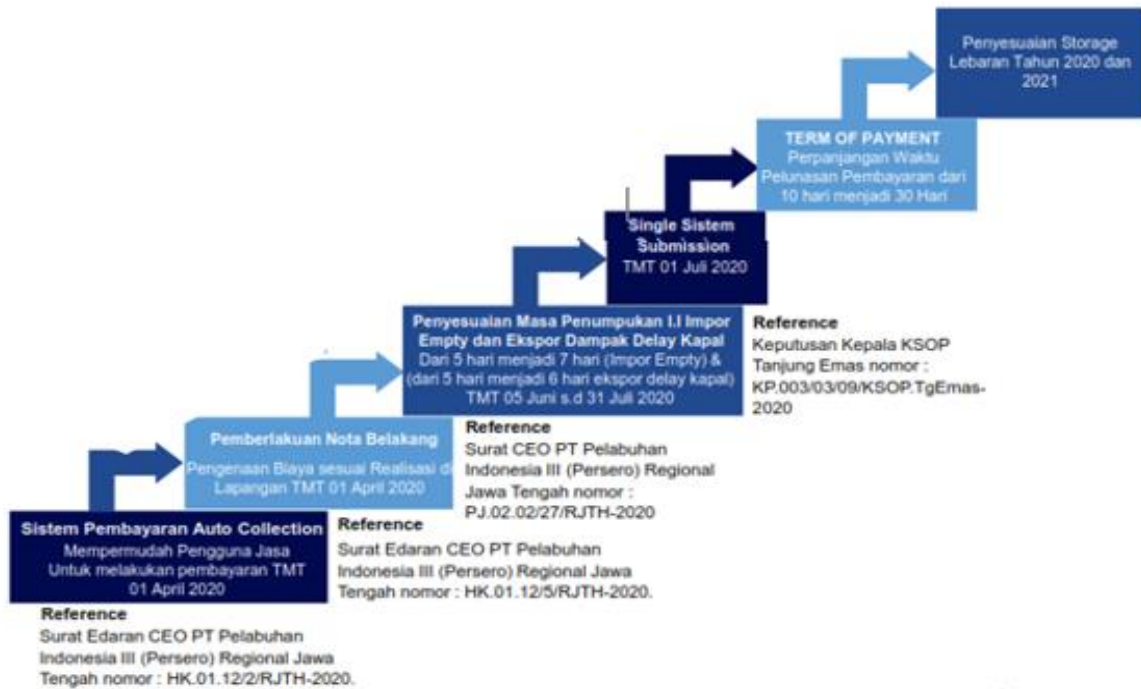 Penyesuaian Storage
Lebaran Tahun 2020 dan
2021
TERM OF PAYMENT
Perpanjangan Waktu
Pelunasan Pembayaran dari
10 hari menjadi 30 Hari
Single Sistem
Submission
TMT 01 Juli 2020
Penyesuaian Masa Penumpukan I.I Impor
Empty dan Ekspor Dampak Delay Kapal
Dari 5 hari menjadi 7 hari (Impor Empty) &
(dari 5 hari menjadi 6 hari ekspor delay kapal)
TMT 05 Juni s.d 31 Juli 2020
Reference
Keputusan Kepala KSOP
Tanjung Emas nomor :
KP.003/03/09/KSOP.TgEmas-
2020
Pemberlakuan Nota Belakang
Pengenaan Biaya sesuai Realisasi di
Lapangan TMT 01 April 2020
Reference
Surat CEO PT Pelabuhan
Indonesia III (Persero) Regional
Jawa Tengah nomor :
PJ.02.02/27/RJTH-2020
Sistem Pembayaran Auto Collection
Mempermudah Pengguna Jasa
Untuk melakukan pembayaran TMT
01 April 2020
Reference
Surat Edaran CEO PT Pelabuhan
Indonesia III (Persero) Regional Jawa
Tengah nomor : HK.01.12/5/RJTH-2020.
Reference
Surat Edaran CEO PT Pelabuhan
Indonesia III (Persero) Regional Jawa
Tengah nomor : HK.01.12/2/RJTH-2020.